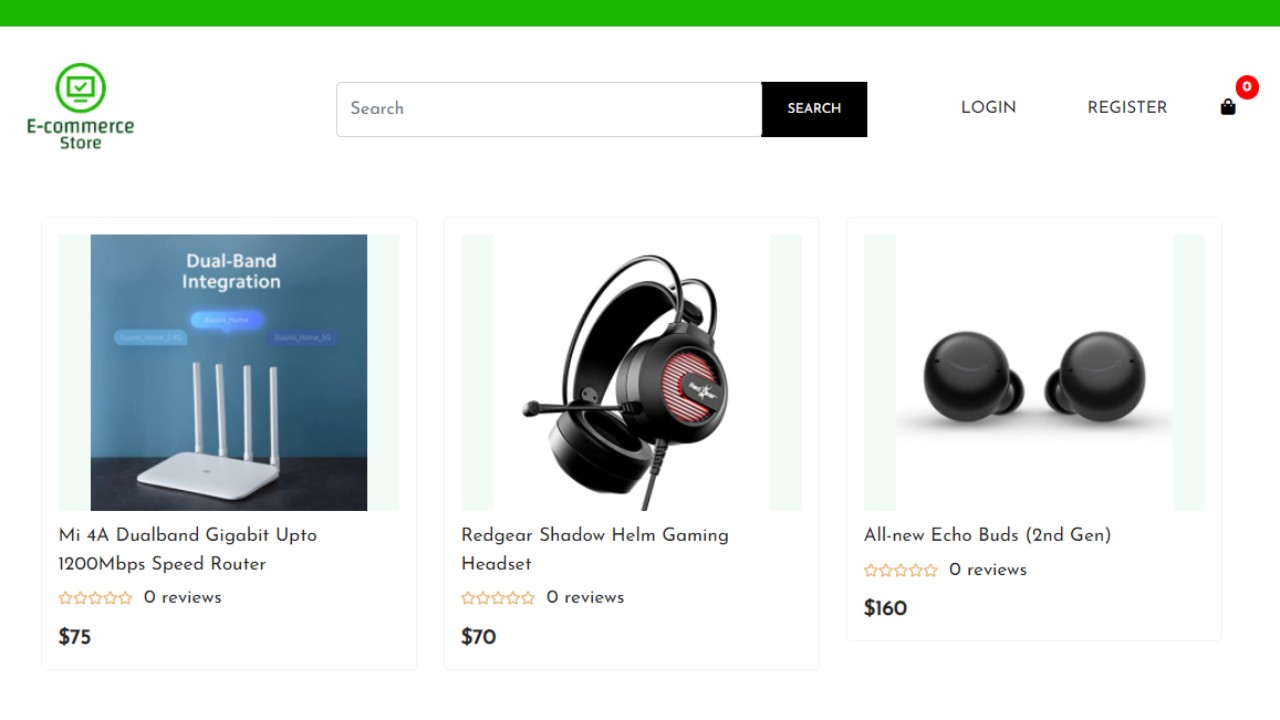 E-commerce
Store
Search
SEARCH
LOGIN
REGISTER
0
Dual-Band
Integration
Xiaomi_Home
Xiaomi_Home_2.4G
Xiaomi_Home_5G
Mi 4A Dualband Gigabit Upto
1200Mbps Speed Router
0 reviews
$75
Redgear Shadow Helm Gaming
Headset
0 reviews
$70
All-new Echo Buds (2nd Gen)
0 reviews
$160